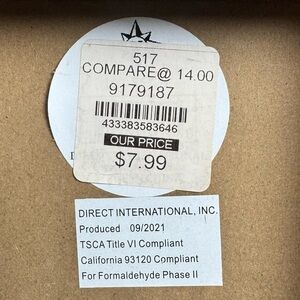 517
COMPARE@ 14.00
9179187
433383583646
OUR PRICE
$7.99
DIRECT INTERNATIONAL, INC.
Produced 09/2021
TSCA Title VI Compliant
California 93120 Compliant
For Formaldehyde Phase II